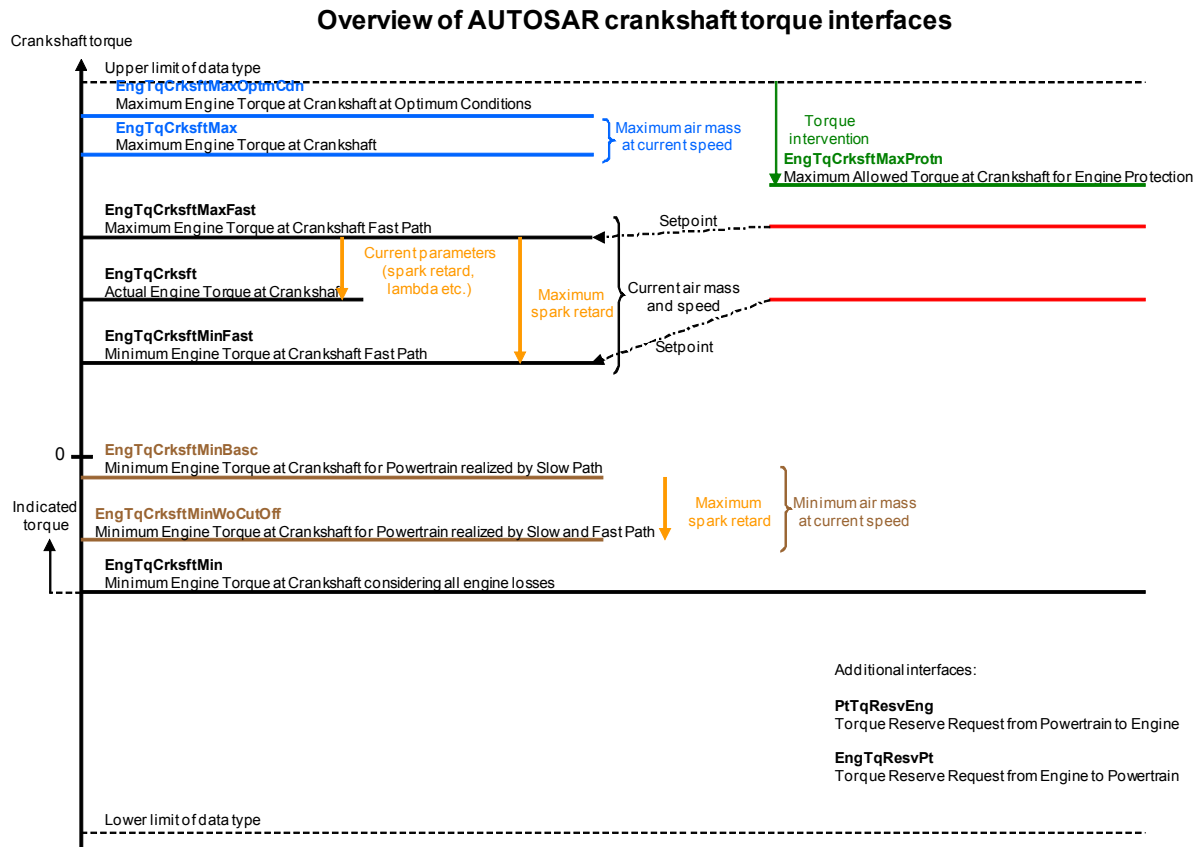 Overview of AUTOSAR crankshaft torque interfaces
Crankshaft torque
Upper limit of data type
EngTqCrksftMaxOptmCdn
Maximum Engine Torque at Crankshaft at Optimum Conditions
EngTqCrksftMax
Maximum Engine Torque at Crankshaft
Maximum air mass
at current speed
Torque
intervention
EngTqCrksftMaxProtn
Maximum Allowed Torque at Crankshaft for Engine Protection
EngTqCrksftMaxFast
Maximum Engine Torque at Crankshaft Fast Path
Setpoint
Current parameters
(spark retard,
lambda etc.)
EngTqCrksft
Actual Engine Torque at Crankshaft
Maximum
spark retard
Current air mass
and speed
EngTqCrksftMinFast
Minimum Engine Torque at Crankshaft Fast Path
Setpoint
0
EngTqCrksftMinBasc
Minimum Engine Torque at Crankshaft for Powertrain realized by Slow Path
Indicated
torque
EngTqCrksftMinWoCutOff
Minimum Engine Torque at Crankshaft for Powertrain realized by Slow and Fast Path
Maximum
spark retard
Minimum air mass
at current speed
EngTqCrksftMin
Minimum Engine Torque at Crankshaft considering all engine losses
Additional interfaces:
PtTqResvEng
Torque Reserve Request from Powertrain to Engine
EngTqResvPt
Torque Reserve Request from Engine to Powertrain
Lower limit of data type